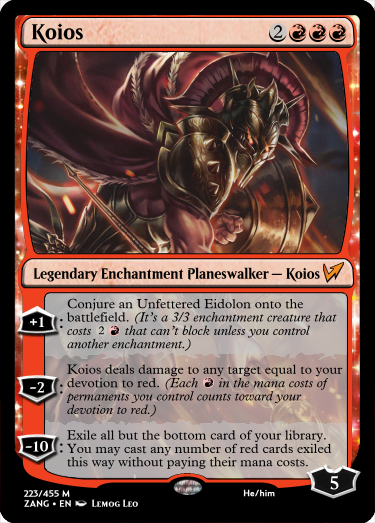 Koios 2
Legendary Enchantment Planeswalker — Koios
+1: Conjure an Unfettered Eidolon onto the
battlefield. (It's a 3/3 enchantment creature that
costs 2 that can't block unless you control
another enchantment.)
-2: Koios deals damage to any target equal to your
devotion to red. (Each in the mana costs of
permanents you control counts toward your
devotion to red.)
-10: Exile all but the bottom card of your library.
You may cast any number of red cards exiled
this way without paying their mana costs.
5
223/455 M He/him
ZANG • EN Lemog Leo